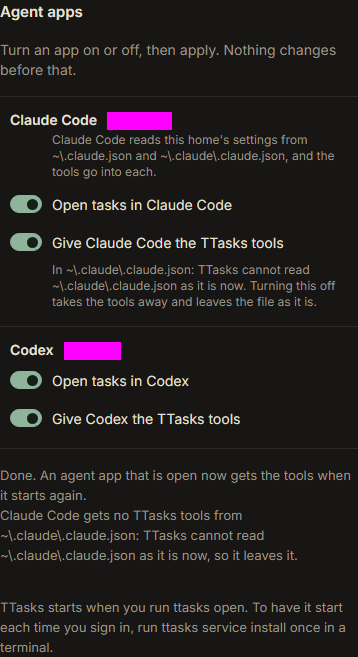 Agent apps
Turn an app on or off, then apply. Nothing changes
before that.
Claude Code
Claude Code reads this home's settings from
~\.claude.json and ~\.claude\.claude.json, and the
tools go into each.
Open tasks in Claude Code
Give Claude Code the TTasks tools
In ~\.claude\.claude.json: TTasks cannot read
~\.claude\.claude.json as it is now. Turning this off
takes the tools away and leaves the file as it is.
Codex
Open tasks in Codex
Give Codex the TTasks tools
Done. An agent app that is open now gets the tools when
it starts again.
Claude Code gets no TTasks tools from
~\.claude\.claude.json: TTasks cannot read
~\.claude\.claude.json as it is now, so it leaves it.
TTasks starts when you run ttasks open. To have it start
each time you sign in, run ttasks service install once in a
terminal.